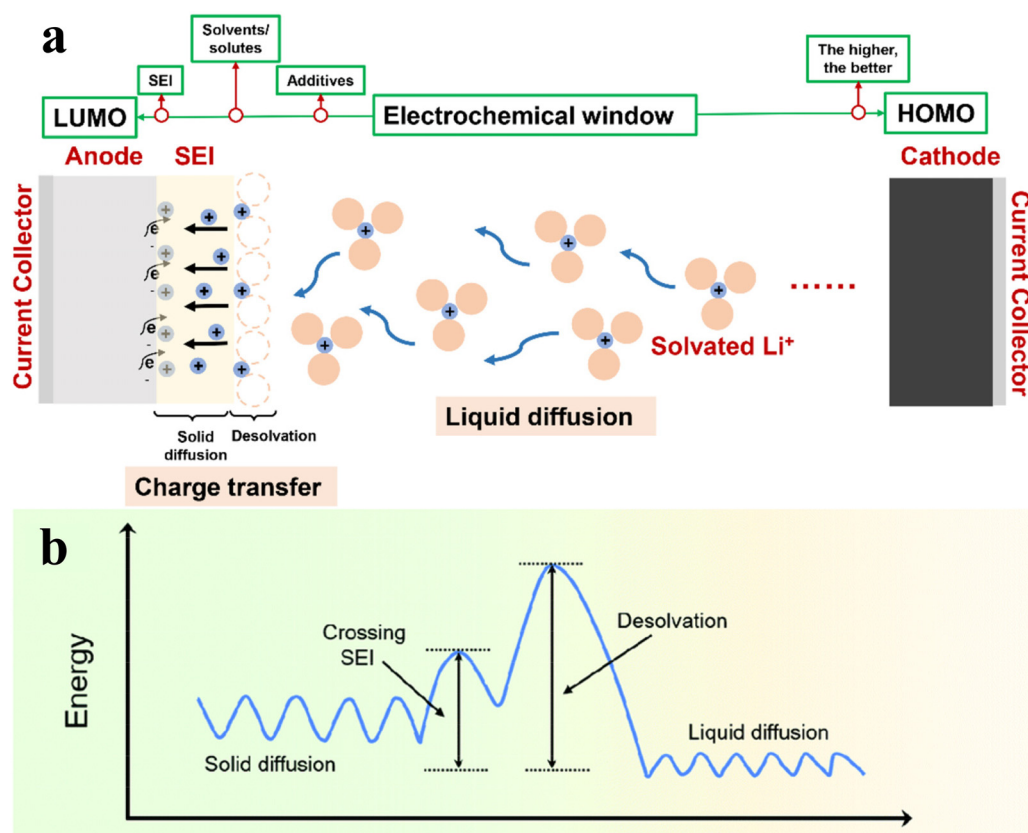 a
Solvents/
solutes
SEI
Additives
The higher,
the better
LUMO
Electrochemical window
HOMO
Anode
SEI
Cathode
Current Collector
+ + + + + + + + + + + + + + +
e
-
e
-
e
-
e
-
+ + + + + + +
......
Solvated Li⁺
Current Collector
Liquid diffusion
Solid
diffusion
Desolvation
Charge transfer
b
Energy
Crossing
SEI
Desolvation
Solid diffusion
Liquid diffusion